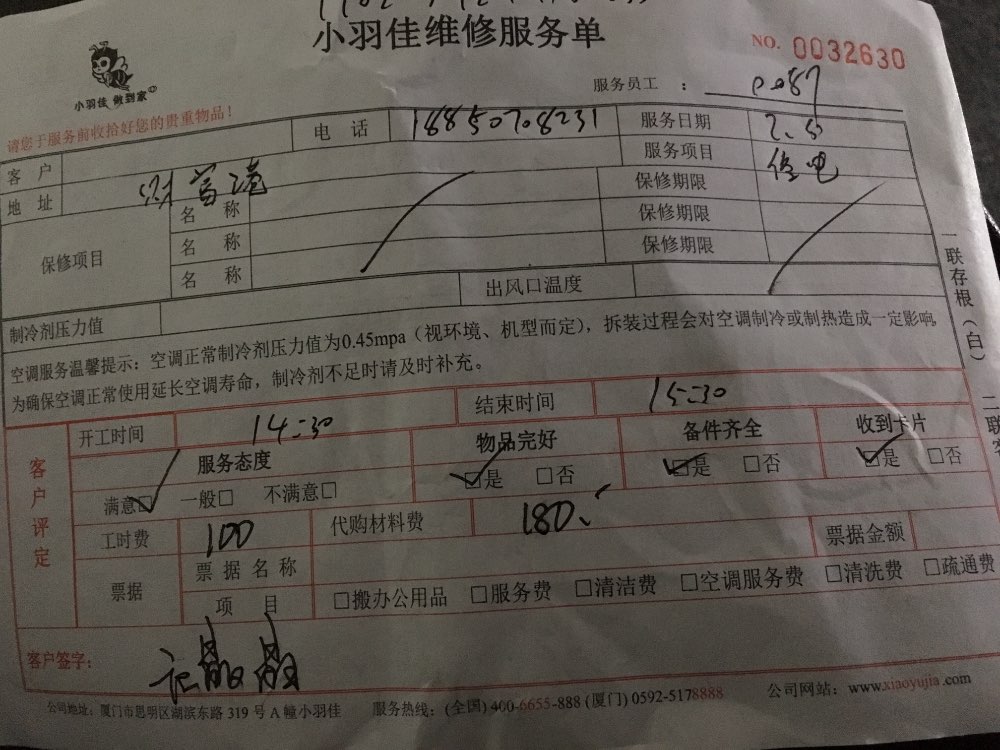 小羽佳维修服务单
NO. 0032630
小羽佳 做到家
服务员工 :
请您于服务前收拾好您的贵重物品！
客 户 电 话 18850708231 服务日期
地 址 服务项目 停电
保修项目 名 称 保修期限
名 称 保修期限
名 称 保修期限
制冷剂压力值 出风口温度
空调服务温馨提示：空调正常制冷剂压力值为0.45mpa（视环境、机型而定），拆装过程会对空调制冷或制热造成一定影响，
为确保空调正常使用延长空调寿命，制冷剂不足时请及时补充。
一联存根（白）
二联客
客户评定
开工时间 14:30 结束时间 15:30
服务态度 物品完好 备件齐全 收到卡片
满意☑ 一般□ 不满意□ ☑是 □否 ☑是 □否 ☑是 □否
工时费 100 代购材料费 180、 票据金额
票据 票 据 名 称
项 目 □搬办公用品 □服务费 □清洁费 □空调服务费 □清洗费 □疏通费
客户签字：
公司地址：厦门市思明区湖滨东路 319 号 A 幢小羽佳 服务热线：(全国) 400-6655-888 (厦门) 0592-5178888 公司网站：www.xiaoyujia.com